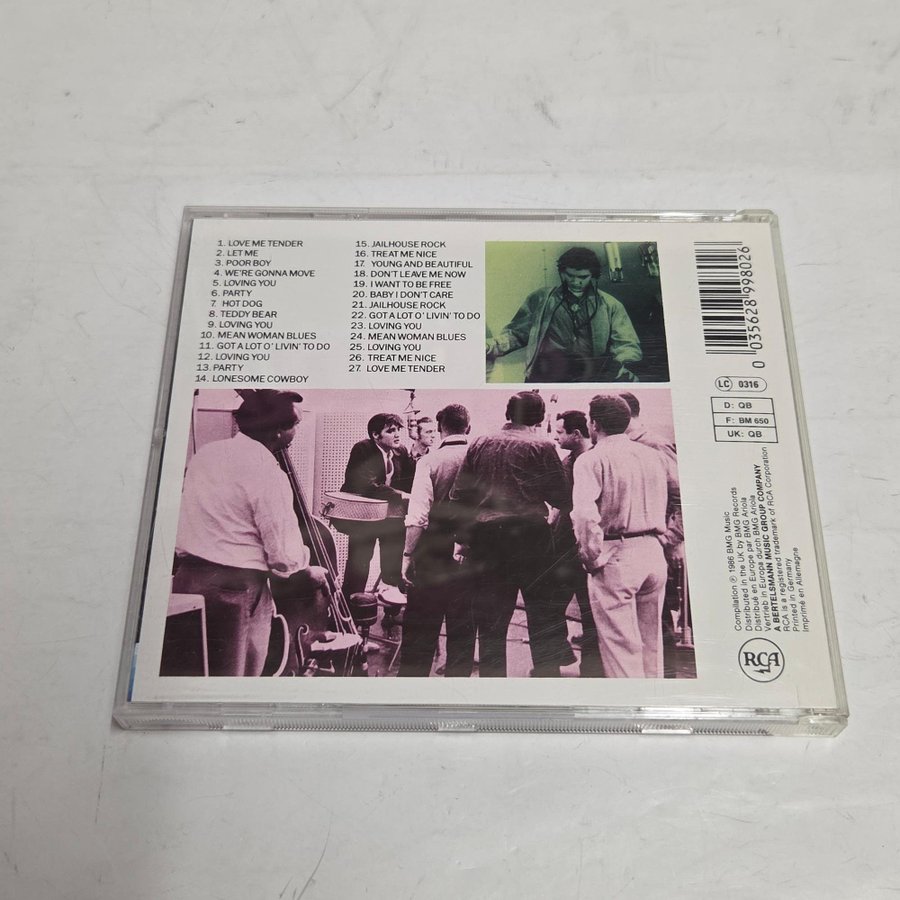 1. LOVE ME TENDER
2. LET ME
3. POOR BOY
4. WE'RE GONNA MOVE
5. LOVING YOU
6. PARTY
7. HOT DOG
8. TEDDY BEAR
9. LOVING YOU
10. MEAN WOMAN BLUES
11. GOT A LOT O' LIVIN' TO DO
12. LOVING YOU
13. PARTY
14. LONESOME COWBOY
15. JAILHOUSE ROCK
16. TREAT ME NICE
17. YOUNG AND BEAUTIFUL
18. DON'T LEAVE ME NOW
19. I WANT TO BE FREE
20. BABY I DON'T CARE
21. JAILHOUSE ROCK
22. GOT A LOT O' LIVIN' TO DO
23. LOVING YOU
24. MEAN WOMAN BLUES
25. LOVING YOU
26. TREAT ME NICE
27. LOVE ME TENDER
0 035628 998026
LC 0316
D: QB
F: BM 650
UK: QB
Compilation ℗ 1986 BMG Music
Distributed in the UK by BMG Records
Distribué en Europe par BMG Ariola
Vertrieb in Europa durch BMG Ariola
A BERTELSMANN MUSIC GROUP COMPANY
RCA is a registered trademark of RCA Corporation
Printed in Germany
Imprimé en Allemagne
RCA